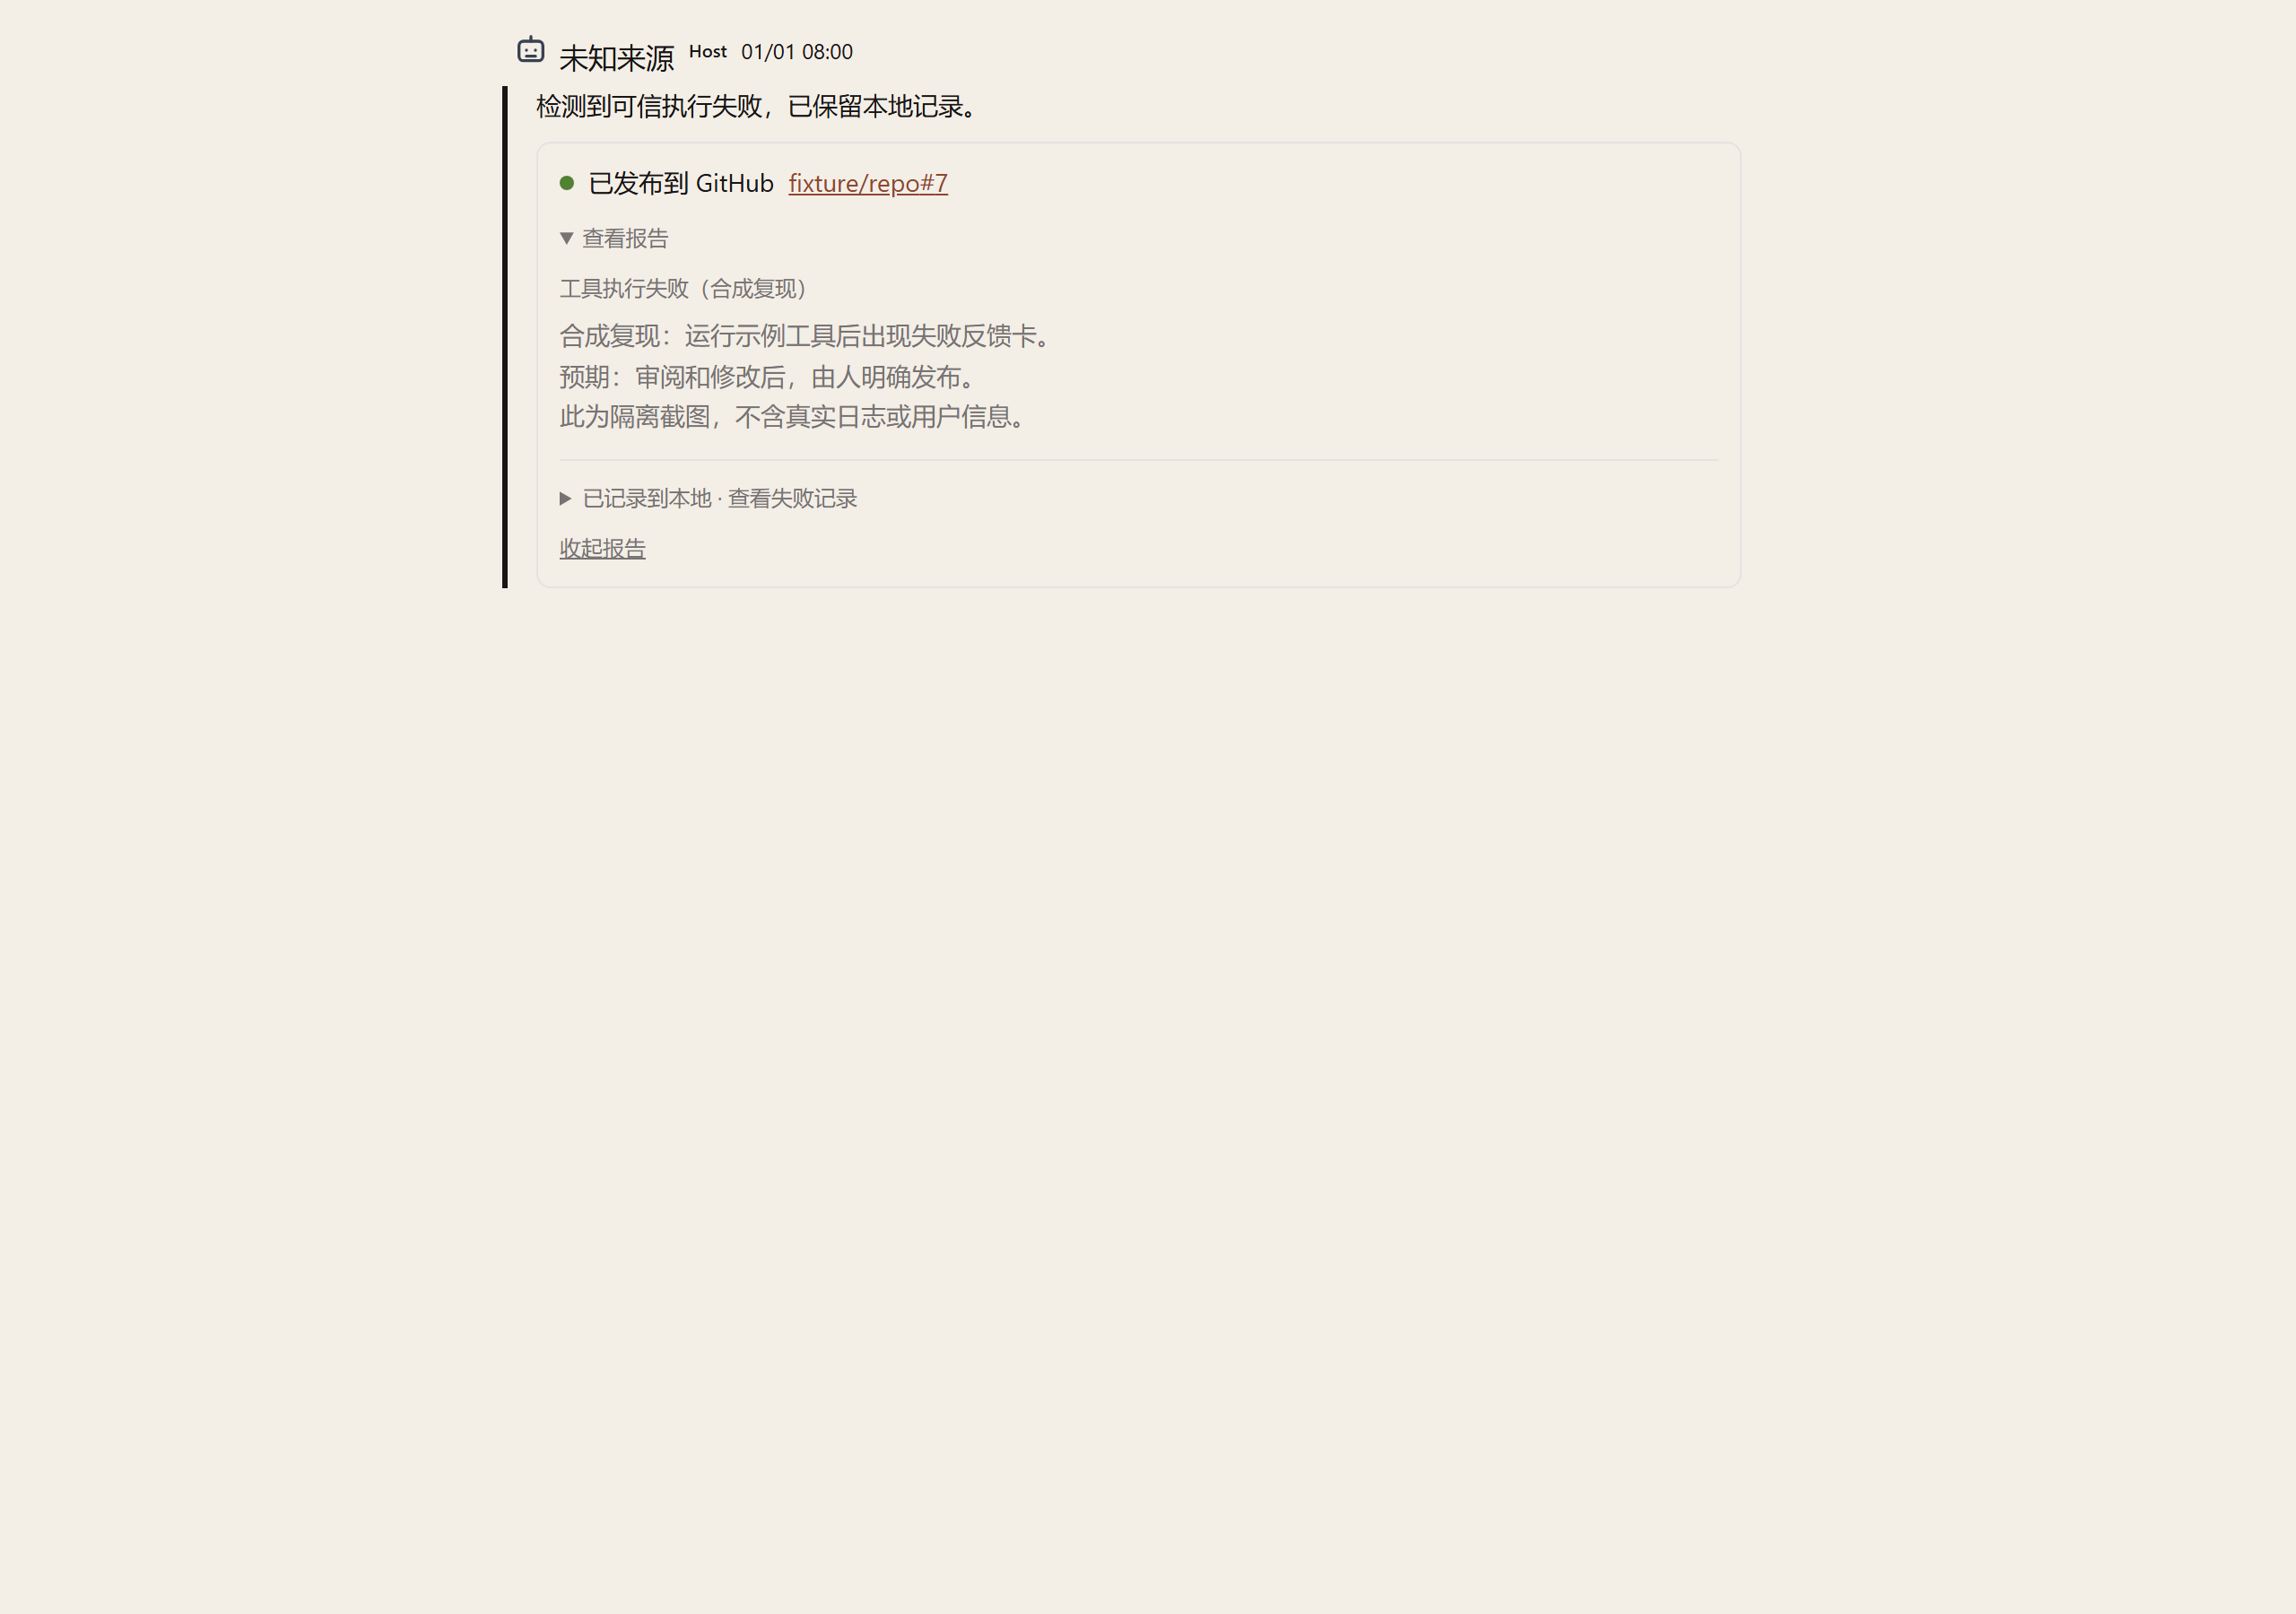 未知来源 Host 01/01 08:00
检测到可信执行失败，已保留本地记录。
已发布到 GitHub fixture/repo#7
查看报告
工具执行失败（合成复现）
合成复现：运行示例工具后出现失败反馈卡。
预期：审阅和修改后，由人明确发布。
此为隔离截图，不含真实日志或用户信息。
已记录到本地 · 查看失败记录
收起报告